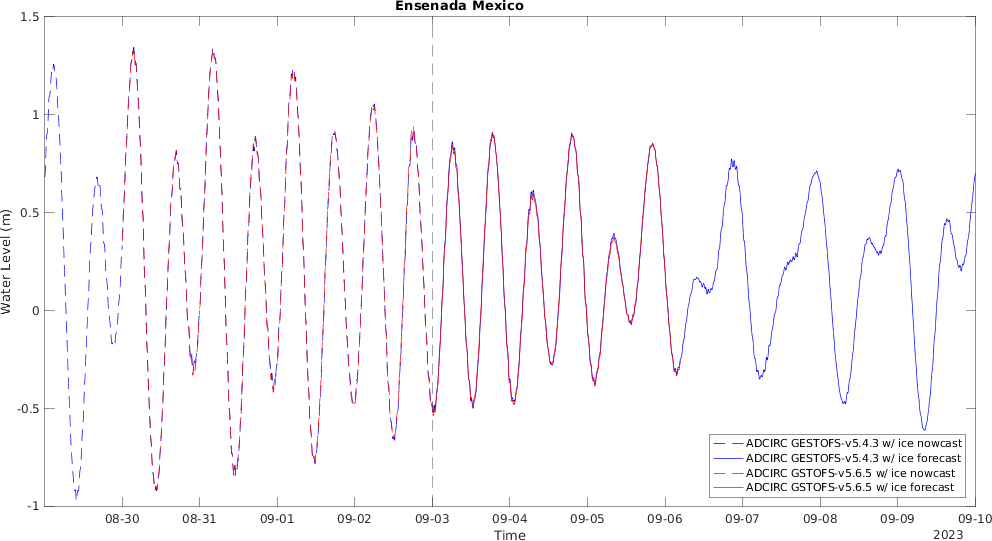 Ensenada Mexico
1.5
1
0.5
0
-0.5
-1
Water Level (m)
ADCIRC GESTOFS-v5.4.3 w/ ice nowcast
ADCIRC GESTOFS-v5.4.3 w/ ice forecast
ADCIRC GSTOFS-v5.6.5 w/ ice nowcast
ADCIRC GSTOFS-v5.6.5 w/ ice forecast
08-30 08-31 09-01 09-02 09-03 09-04 09-05 09-06 09-07 09-08 09-09 09-10
Time
2023